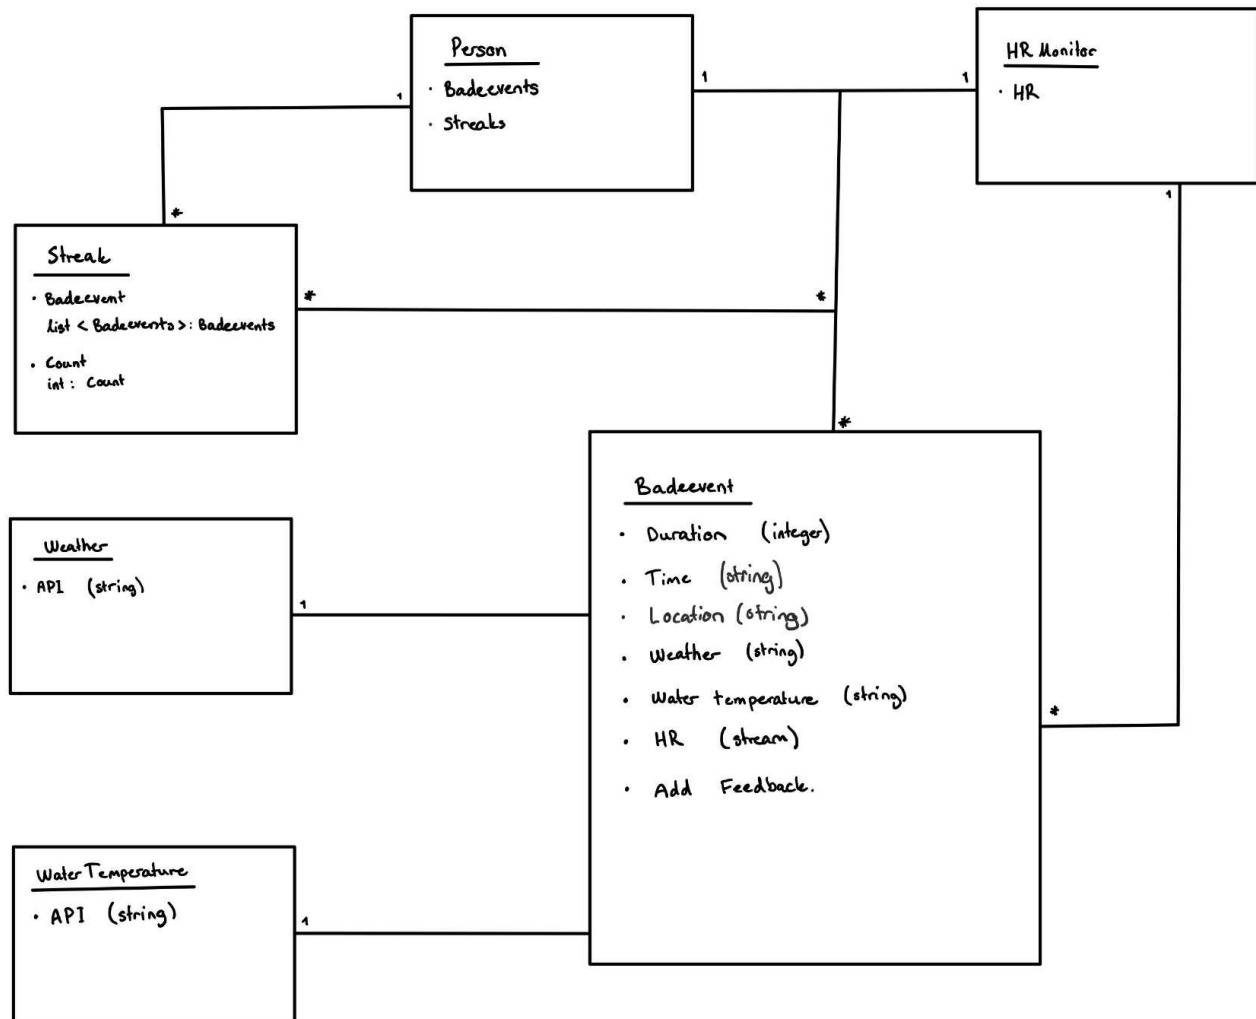 Person
· Badeevents
· Streaks
1
1
1
HR Monitor
· HR
1
*
Streak
· Badeevent
List < Badeevents >: Badeevents
· Count
int : Count
*
*
*
Badeevent
· Duration (integer)
· Time (string)
· Location (string)
· Weather (string)
· Water temperature (string)
· HR (stream)
· Add Feedback.
*
Weather
· API (string)
1
Water Temperature
· API (string)
1